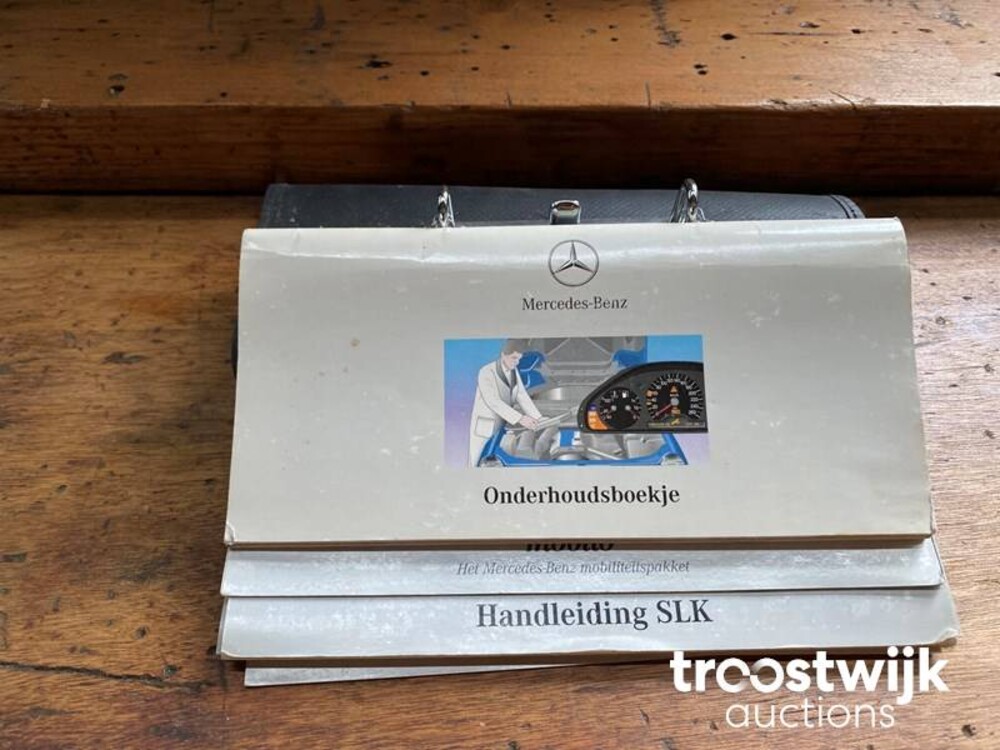 Mercedes-Benz
Onderhoudsboekje
Het Mercedes-Benz mobiliteitspakket
Handleiding SLK
troostwijk
auctions